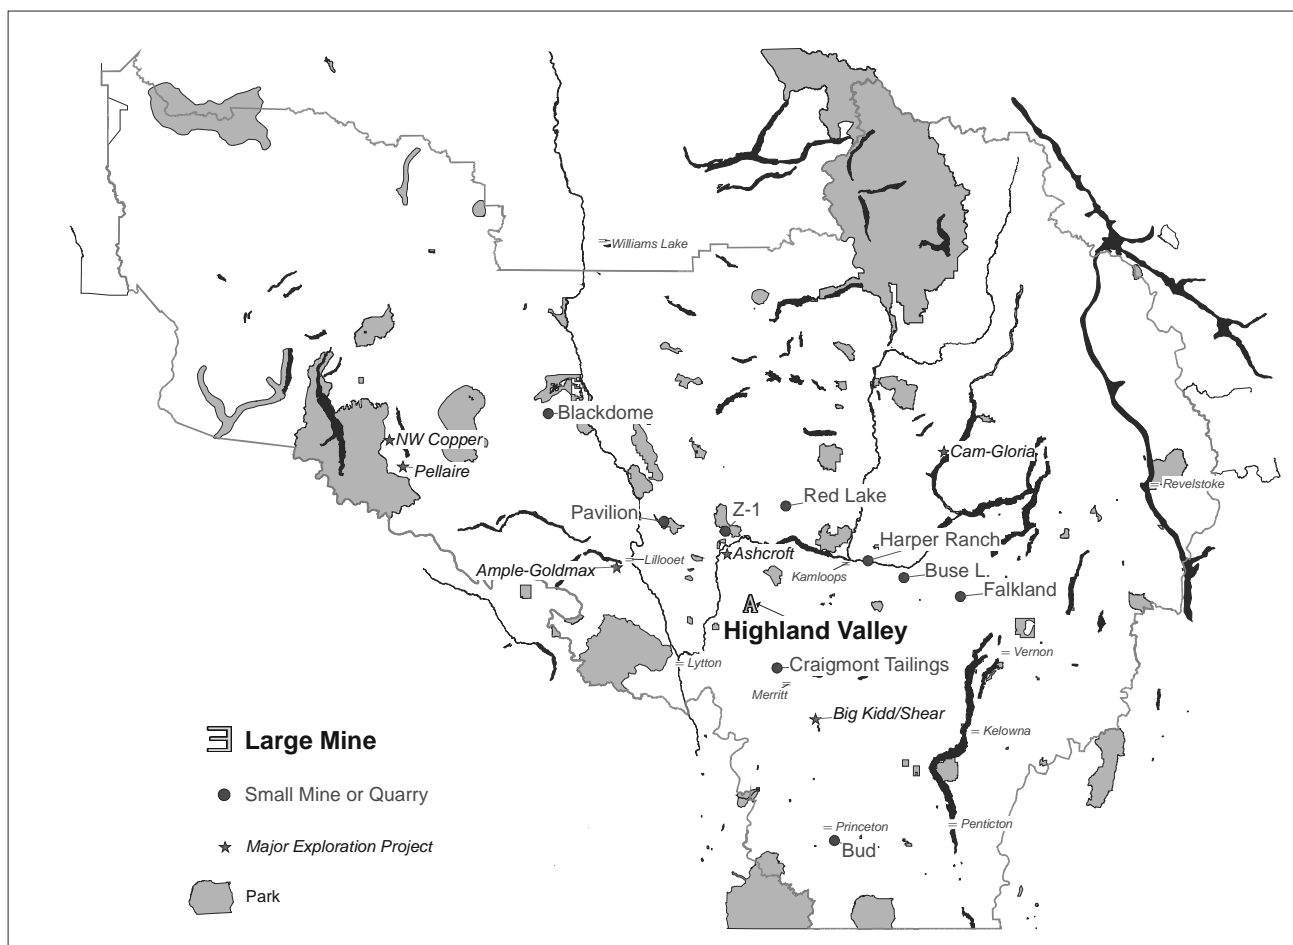 Williams Lake
Blackdome
NW Copper
Cam-Gloria
Pellaire
Revelstoke
Red Lake
Z-1
Pavilion
Harper Ranch
Ashcroft
Lillooet
Ample-Goldmax
Kamloops
Buse L.
Falkland
Highland Valley
Vernon
Lytton
Craigmont Tailings
Merritt
Big Kidd/Shear
Kelowna
Large Mine
Small Mine or Quarry
Penticton
Princeton
Bud
Major Exploration Project
Park